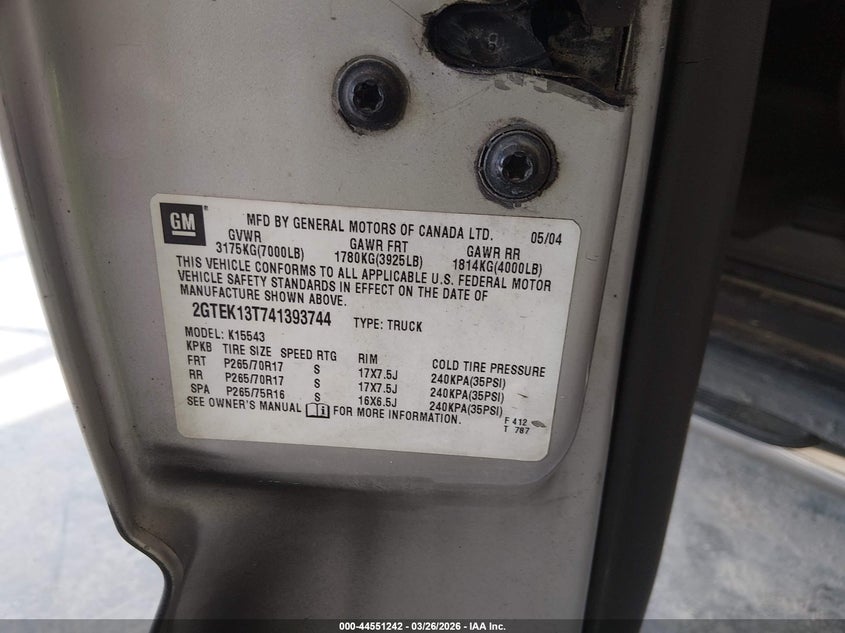 8
GM ®
MFD BY GENERAL MOTORS OF CANADA LTD. 05/04
GVWR GAWR FRT GAWR RR
3175KG(7000LB) 1780KG(3925LB) 1814KG(4000LB)
THIS VEHICLE CONFORMS TO ALL APPLICABLE U.S. FEDERAL MOTOR
VEHICLE SAFETY STANDARDS IN EFFECT ON THE DATE OF
MANUFACTURE SHOWN ABOVE.
2GTEK13T741393744 TYPE: TRUCK
MODEL: K15543
KPKB TIRE SIZE SPEED RTG RIM COLD TIRE PRESSURE
FRT P265/70R17 S 17X7.5J 240KPA(35PSI)
RR P265/70R17 S 17X7.5J 240KPA(35PSI)
SPA P265/75R16 S 16X6.5J 240KPA(35PSI)
SEE OWNER'S MANUAL FOR MORE INFORMATION.
F 412
T 787
000-44551242 - 03/26/2026 - IAA Inc.